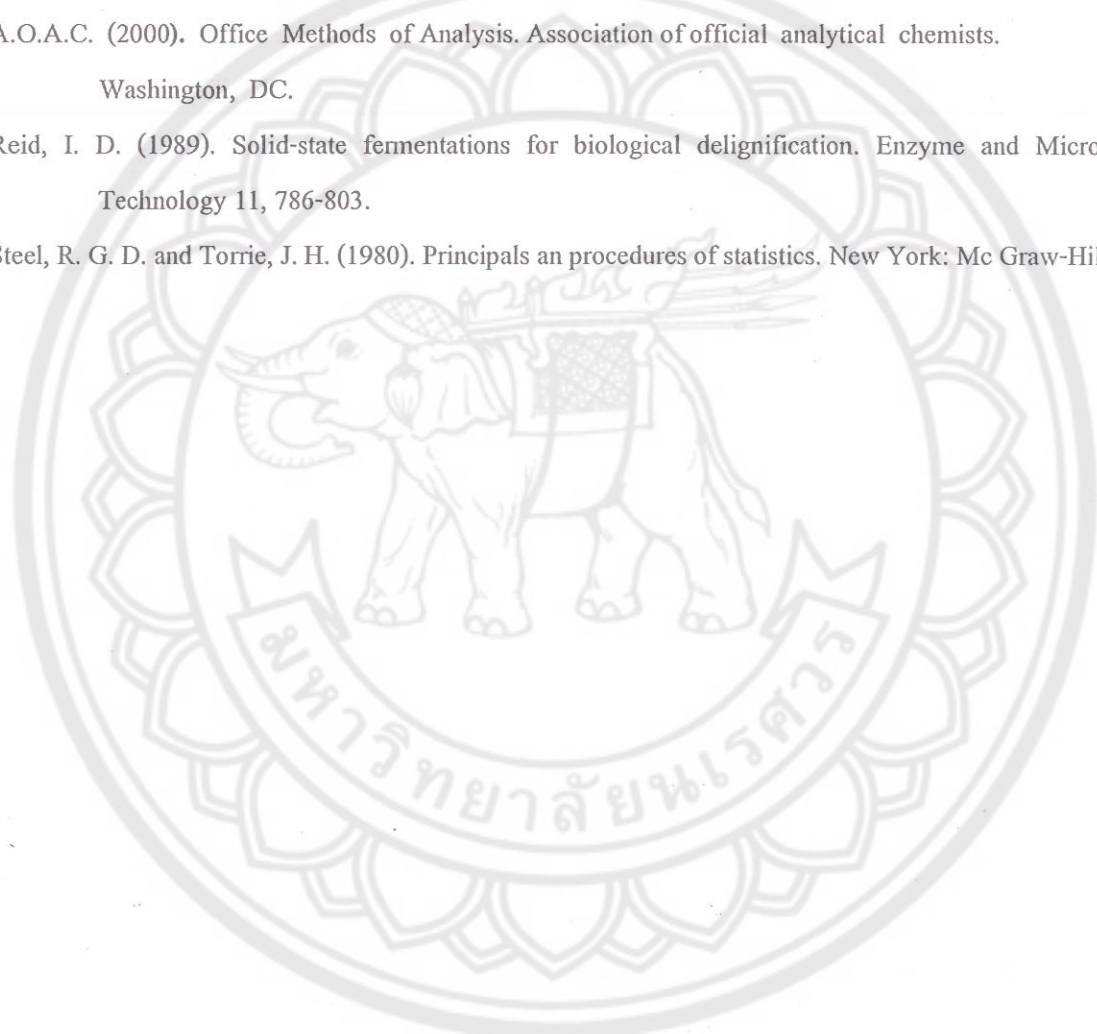 A.O.A.C. (2000). Office Methods of Analysis. Association of official analytical chemists.
Washington, DC.
Reid, I. D. (1989). Solid-state fermentations for biological delignification. Enzyme and Micro
Technology 11, 786-803.
Steel, R. G. D. and Torrie, J. H. (1980). Principals an procedures of statistics. New York: Mc Graw-Hil
มหาวิทยาลัยนเรศวร